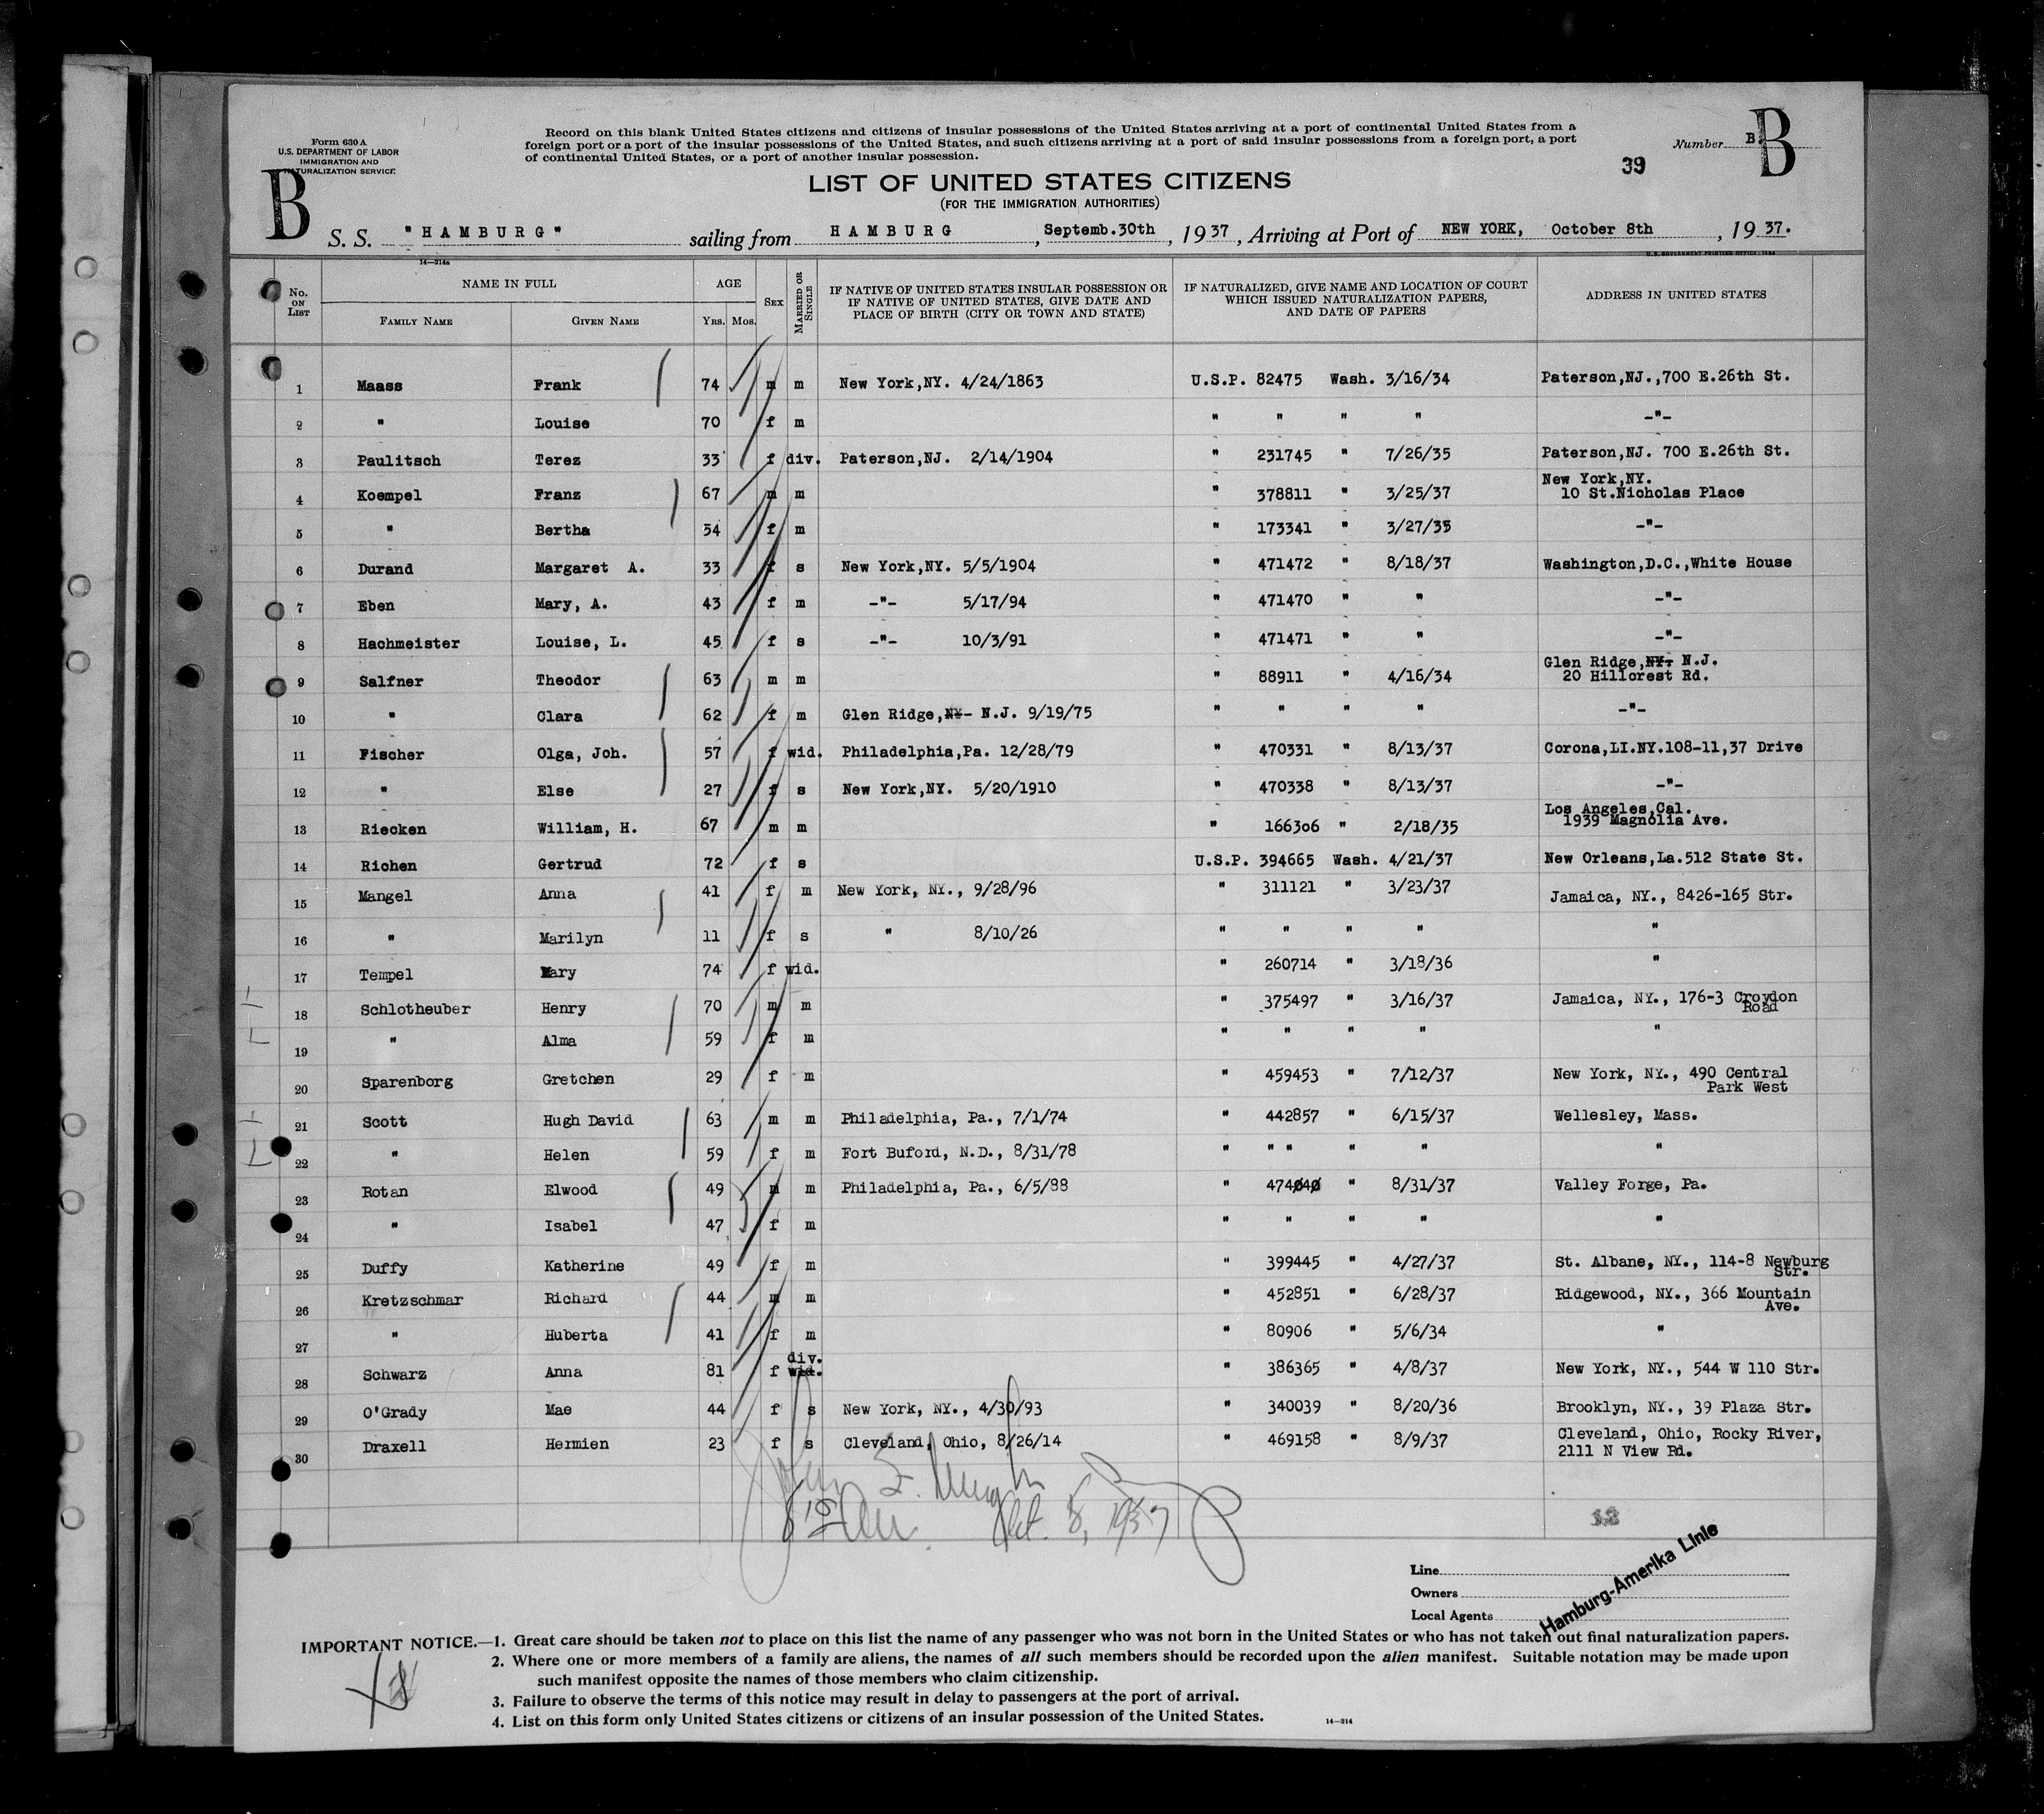 Form 630 A
U.S. DEPARTMENT OF LABOR
IMMIGRATION AND
NATURALIZATION SERVICE
Record on this blank United States citizens and citizens of insular possessions of the United States arriving at a port of continental United States from a
foreign port or a port of the insular possessions of the United States, and such citizens arriving at a port of said insular possessions from a foreign port, a port
of continental United States, or a port of another insular possession.
Number B B
39
B
LIST OF UNITED STATES CITIZENS
(FOR THE IMMIGRATION AUTHORITIES)
S. S. "HAMBURG" sailing from HAMBURG, Septemb.30th, 1937, Arriving at Port of NEW YORK, October 8th, 1937.
14—214a
U.S. GOVERNMENT PRINTING OFFICE: 1934
No. ON LIST
NAME IN FULL
FAMILY NAME GIVEN NAME
AGE
YRS. MOS.
SEX
MARRIED OR SINGLE
IF NATIVE OF UNITED STATES INSULAR POSSESSION OR
IF NATIVE OF UNITED STATES, GIVE DATE AND
PLACE OF BIRTH (CITY OR TOWN AND STATE)
IF NATURALIZED, GIVE NAME AND LOCATION OF COURT
WHICH ISSUED NATURALIZATION PAPERS,
AND DATE OF PAPERS
ADDRESS IN UNITED STATES
1 Maass Frank 74 m m New York,NY. 4/24/1863 U.S.P. 82475 Wash. 3/16/34 Paterson,NJ.,700 E.26th St.
2 " Louise 70 f m " " " " -"-
3 Paulitsch Terez 33 f div. Paterson,NJ. 2/14/1904 " 231745 " 7/26/35 Paterson,NJ. 700 E.26th St.
4 Koempel Franz 67 m m " 378811 " 3/25/37 New York,NY.
10 St.Nicholas Place
5 " Bertha 54 f m " 173341 " 3/27/35 -"-
6 Durand Margaret A. 33 f s New York,NY. 5/5/1904 " 471472 " 8/18/37 Washington,D.C.,White House
7 Eben Mary, A. 43 f m -"- 5/17/94 " 471470 " " -"-
8 Hachmeister Louise, L. 45 f s -"- 10/3/91 " 471471 " " -"-
9 Salfner Theodor 63 m m " 88911 " 4/16/34 Glen Ridge,NY. N.J.
20 Hillcrest Rd.
10 " Clara 62 f m Glen Ridge,NY- N.J. 9/19/75 " " " " -"-
11 Fischer Olga, Joh. 57 f wid. Philadelphia,Pa. 12/28/79 " 470331 " 8/13/37 Corona,LI.NY.108-11,37 Drive
12 " Else 27 f s New York,NY. 5/20/1910 " 470338 " 8/13/37 -"-
13 Riecken William, H. 67 m m " 166306 " 2/18/35 Los Angeles,Cal.
1939 Magnolia Ave.
14 Richen Gertrud 72 f s U.S.P. 394665 Wash. 4/21/37 New Orleans,La.512 State St.
15 Mangel Anna 41 f m New York, NY., 9/28/96 " 311121 " 3/23/37 Jamaica, NY., 8426-165 Str.
16 " Marilyn 11 f s " 8/10/26 " " " " "
17 Tempel Mary 74 f wid. " 260714 " 3/18/36 "
18 Schlotheuber Henry 70 m m " 375497 " 3/16/37 Jamaica, NY., 176-3 Croydon
Road
19 " Alma 59 f m " " " " "
20 Sparenborg Gretchen 29 f m " 459453 " 7/12/37 New York, NY., 490 Central
Park West
21 Scott Hugh David 63 m m Philadelphia, Pa., 7/1/74 " 442857 " 6/15/37 Wellesley, Mass.
22 " Helen 59 f m Fort Buford, N.D., 8/31/78 " " " " " "
23 Rotan Elwood 49 m m Philadelphia, Pa., 6/5/88 " 474040 " 8/31/37 Valley Forge, Pa.
24 " Isabel 47 f m " " " " "
25 Duffy Katherine 49 f m " 399445 " 4/27/37 St. Albane, NY., 114-8 Newburg
Str.
26 Kretzschmar Richard 44 m m " 452851 " 6/28/37 Ridgewood, NY., 366 Mountain
Ave.
27 " Huberta 41 f m " 80906 " 5/6/34 "
div.
28 Schwarz Anna 81 f wid. " 386365 " 4/8/37 New York, NY., 544 W 110 Str.
29 O'Grady Mae 44 f s New York, NY., 4/30/93 " 340039 " 8/20/36 Brooklyn, NY., 39 Plaza Str.
30 Draxell Hermien 23 f s Cleveland, Ohio, 8/26/14 " 469158 " 8/9/37 Cleveland, Ohio, Rocky River,
2111 N View Rd.
Oct. 8, 1937
Line
Owners
Local Agents
Hamburg-Amerika Linie
IMPORTANT NOTICE.—1. Great care should be taken not to place on this list the name of any passenger who was not born in the United States or who has not taken out final naturalization papers.
2. Where one or more members of a family are aliens, the names of all such members should be recorded upon the alien manifest. Suitable notation may be made upon
such manifest opposite the names of those members who claim citizenship.
3. Failure to observe the terms of this notice may result in delay to passengers at the port of arrival.
4. List on this form only United States citizens or citizens of an insular possession of the United States.
14—214